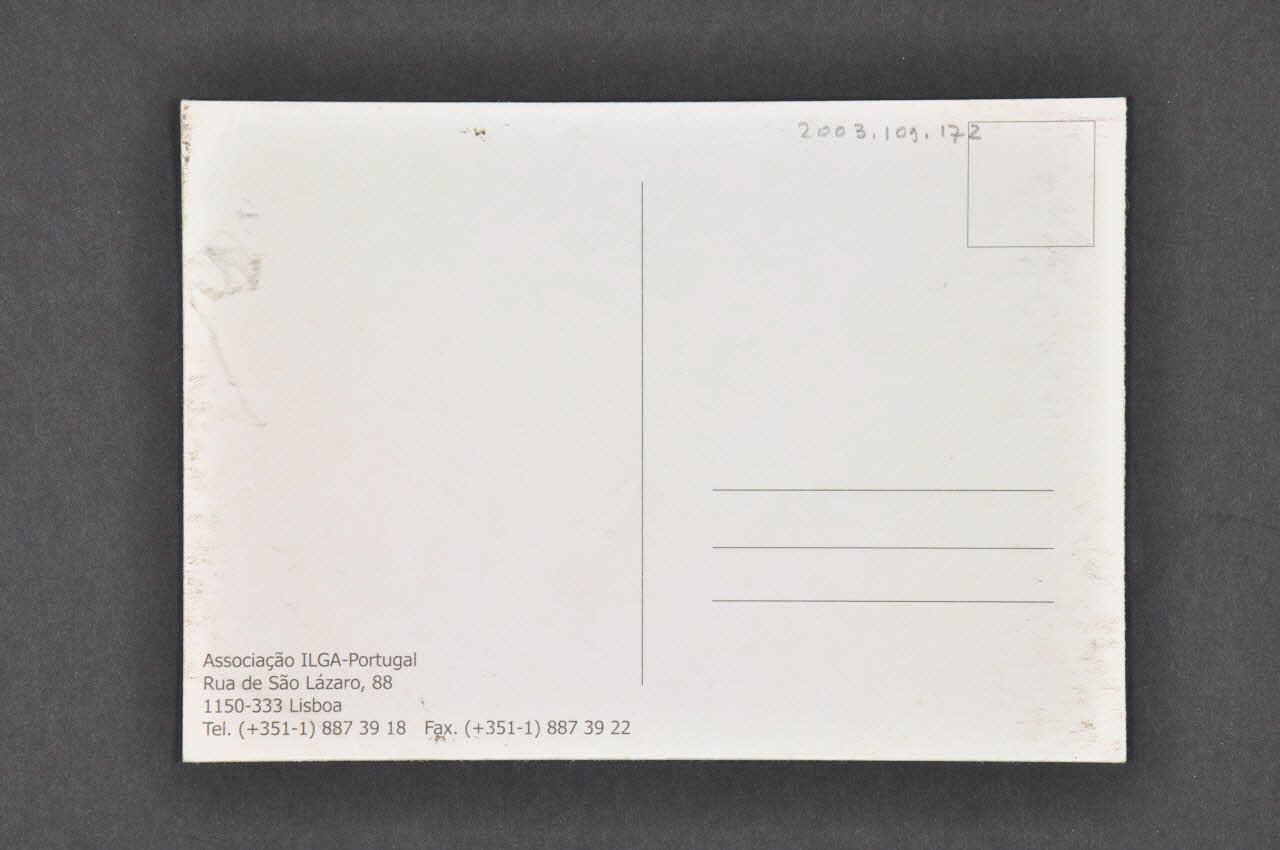 2003.109.172
Associação ILGA-Portugal
Rua de São Lázaro, 88
1150-333 Lisboa
Tel. (+351-1) 887 39 18 Fax. (+351-1) 887 39 22